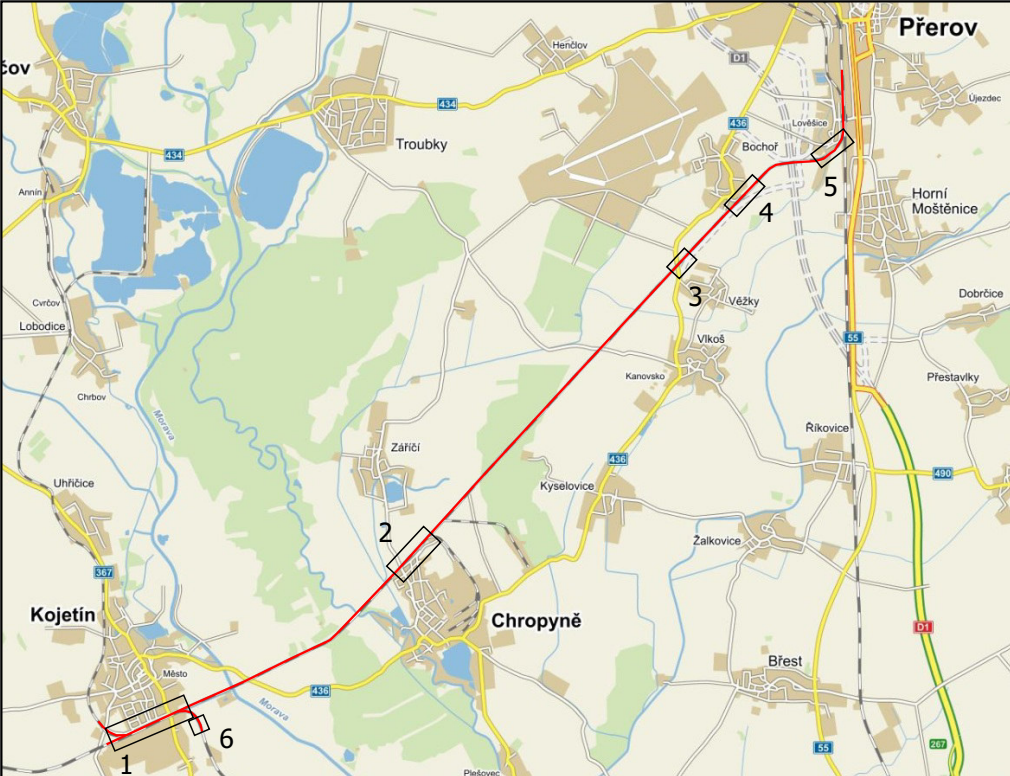 Přerov
Henčlov
D1
čov
Újezdec
434
436
Lověšice
Troubky
Bochoř
434
5
Annín
Horní
Moštěnice
4
3
Věžky
Dobrčice
Cvrčov
Lobodice
55
Vlkoš
Kanovsko
Přestavlky
Chrbov
Morava
Říkovice
Záříčí
436
490
Uhřičice
Kyselovice
2
Žalkovice
367
Kojetín
Chropyně
D1
Břest
Město
436
Morava
6
267
55
1
Plešovec